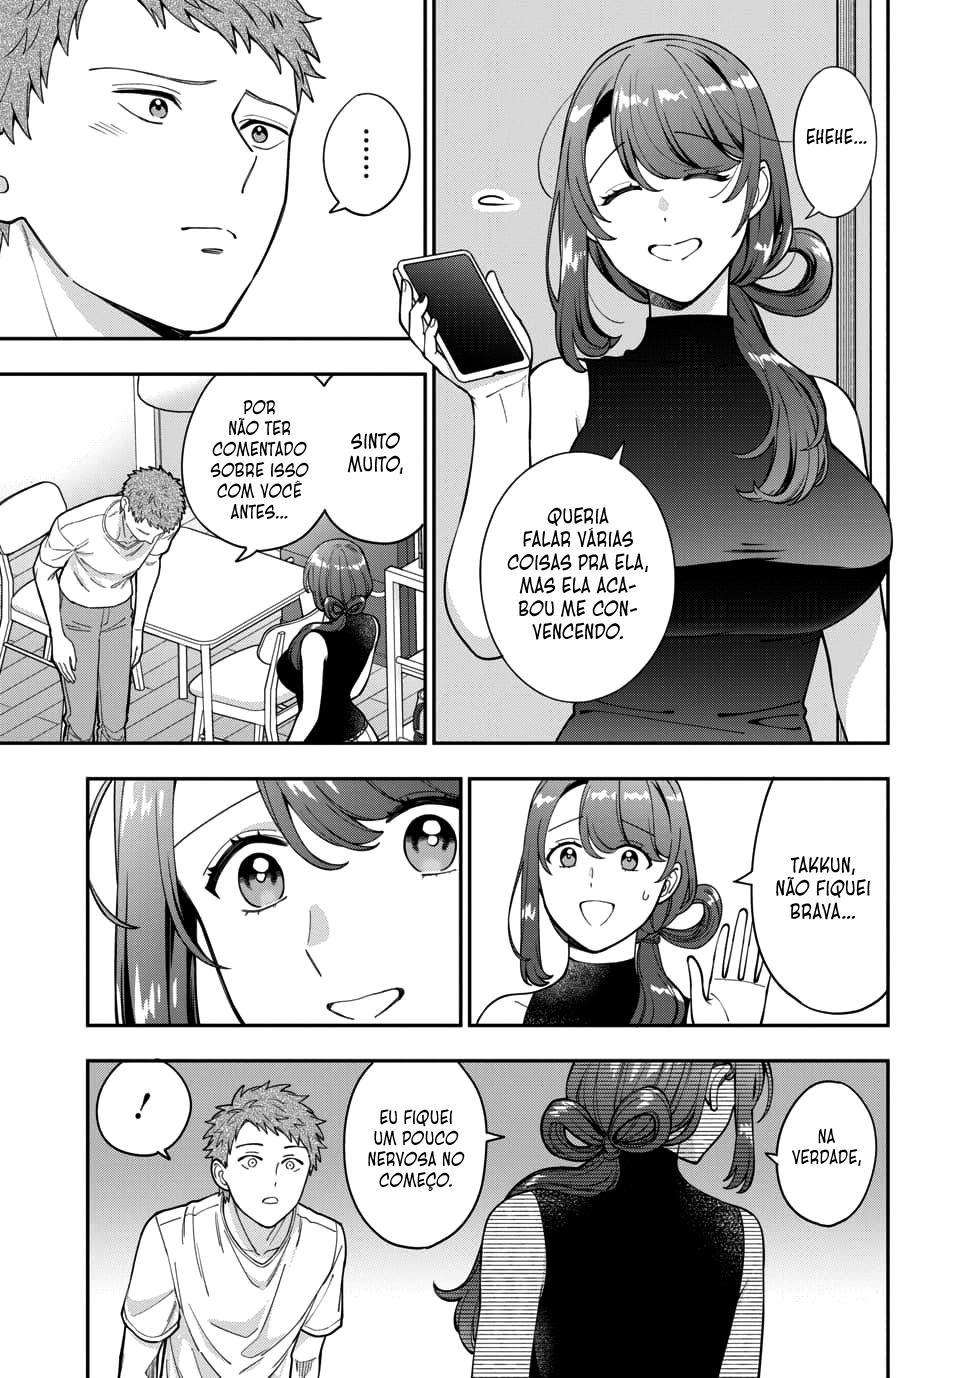 EHEHE...
QUERIA
FALAR VÁRIAS
COISAS PRA ELA,
MAS ELA ACA-
BOU ME CON-
VENCENDO.
......
SINTO
MUITO,
POR
NÃO TER
COMENTADO
SOBRE ISSO
COM VOCÊ
ANTES...
TAKKUN,
NÃO FIQUEI
BRAVA...
NA
VERDADE,
EU FIQUEI
UM POUCO
NERVOSA NO
COMEÇO.
!